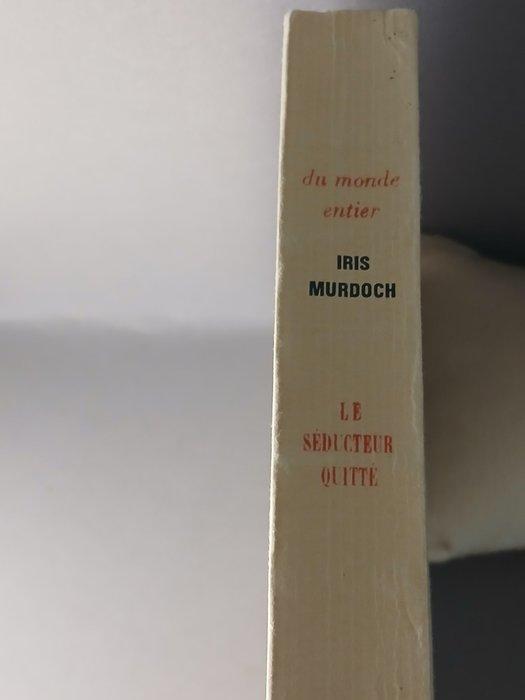 du monde
entier
IRIS
MURDOCH
LE
SÉDUCTEUR
QUITTÉ